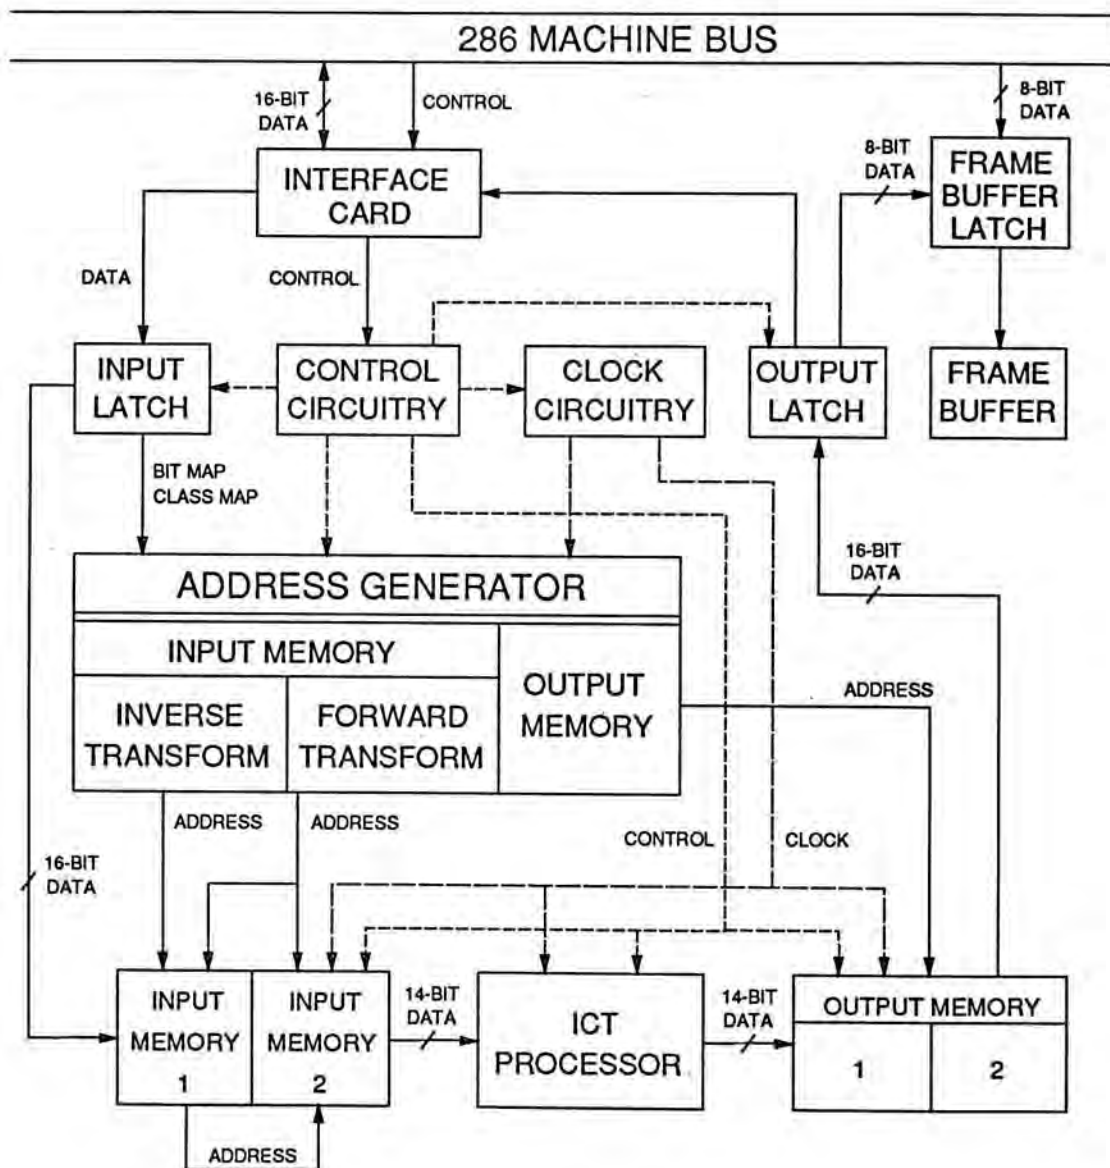 286 MACHINE BUS
16-BIT
DATA
CONTROL
8-BIT
DATA
8-BIT
DATA
INTERFACE
CARD
FRAME
BUFFER
LATCH
DATA
CONTROL
INPUT
LATCH
CONTROL
CIRCUITRY
CLOCK
CIRCUITRY
OUTPUT
LATCH
FRAME
BUFFER
BIT MAP
CLASS MAP
16-BIT
DATA
ADDRESS GENERATOR
INPUT MEMORY
OUTPUT
MEMORY
INVERSE
TRANSFORM
FORWARD
TRANSFORM
ADDRESS
ADDRESS
ADDRESS
CONTROL
CLOCK
16-BIT
DATA
INPUT
MEMORY
1
INPUT
MEMORY
2
14-BIT
DATA
ICT
PROCESSOR
14-BIT
DATA
OUTPUT MEMORY
1
2
ADDRESS